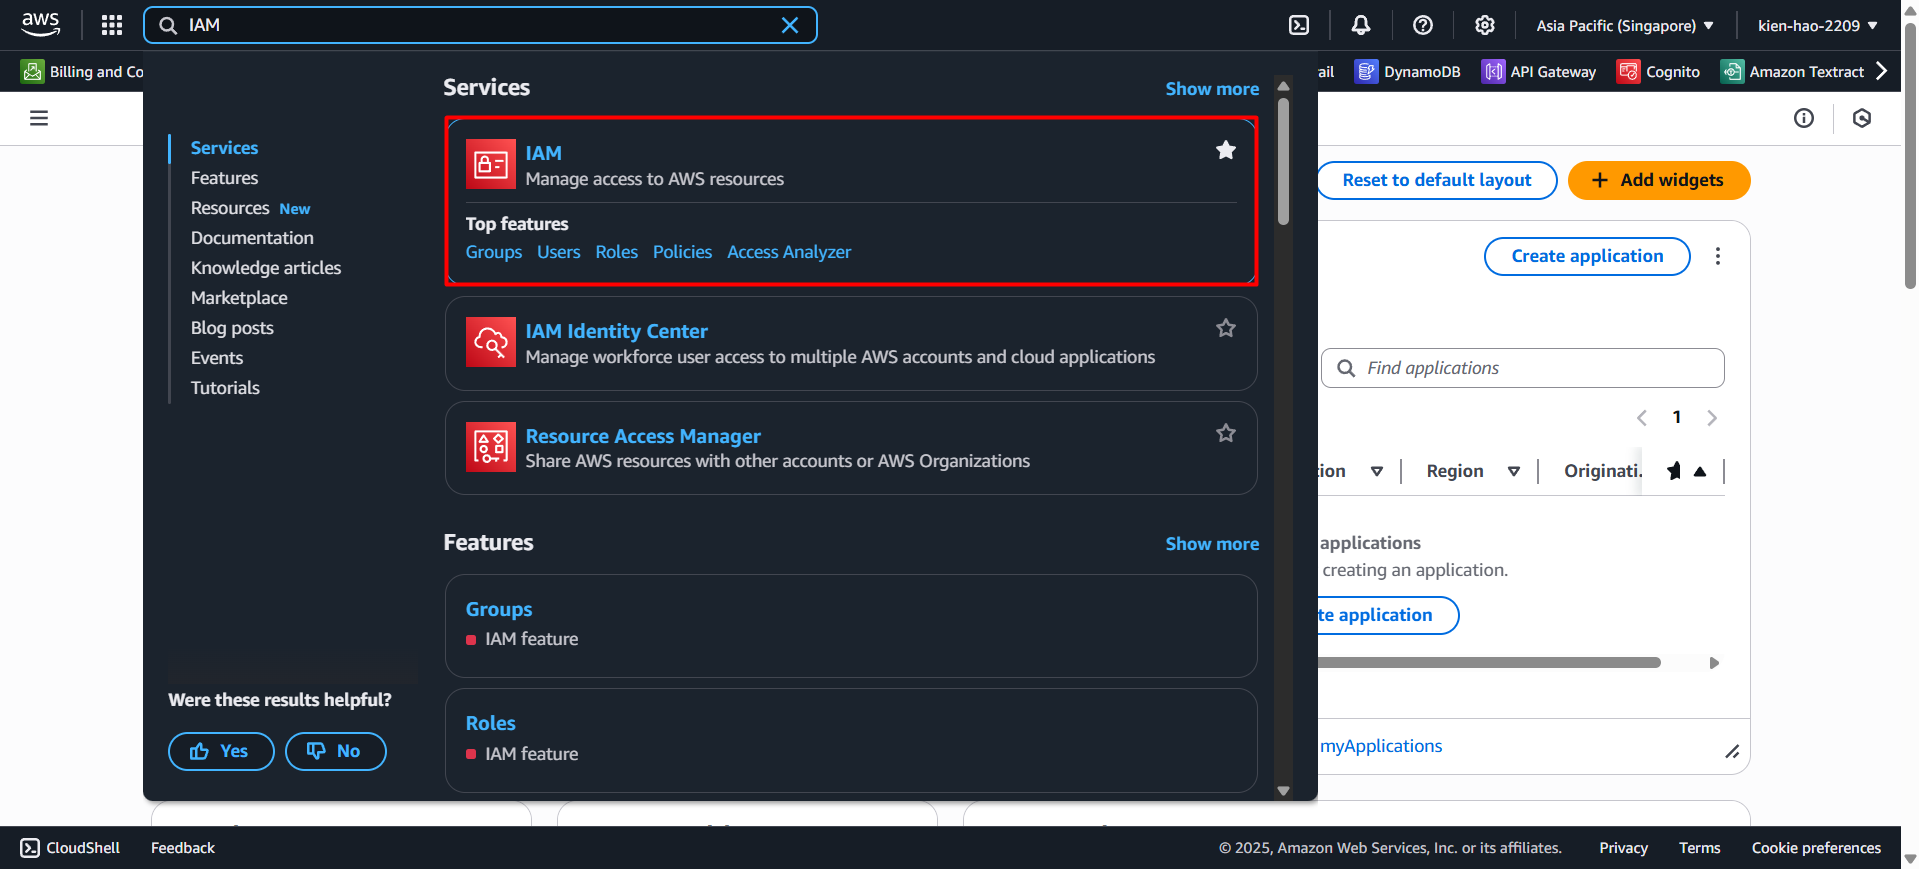 aws
IAM
Asia Pacific (Singapore)
kien-hao-2209
Billing and Co
ail
DynamoDB
API Gateway
Cognito
Amazon Textract
Services
Show more
Services
Features
Resources New
Documentation
Knowledge articles
Marketplace
Blog posts
Events
Tutorials
IAM
Manage access to AWS resources
Top features
Groups Users Roles Policies Access Analyzer
IAM Identity Center
Manage workforce user access to multiple AWS accounts and cloud applications
Resource Access Manager
Share AWS resources with other accounts or AWS Organizations
Features
Show more
Groups
IAM feature
Roles
IAM feature
Were these results helpful?
Yes
No
Reset to default layout
Add widgets
Create application
Find applications
1
ion
Region
Originati.
applications
creating an application.
te application
myApplications
CloudShell
Feedback
© 2025, Amazon Web Services, Inc. or its affiliates.
Privacy
Terms
Cookie preferences